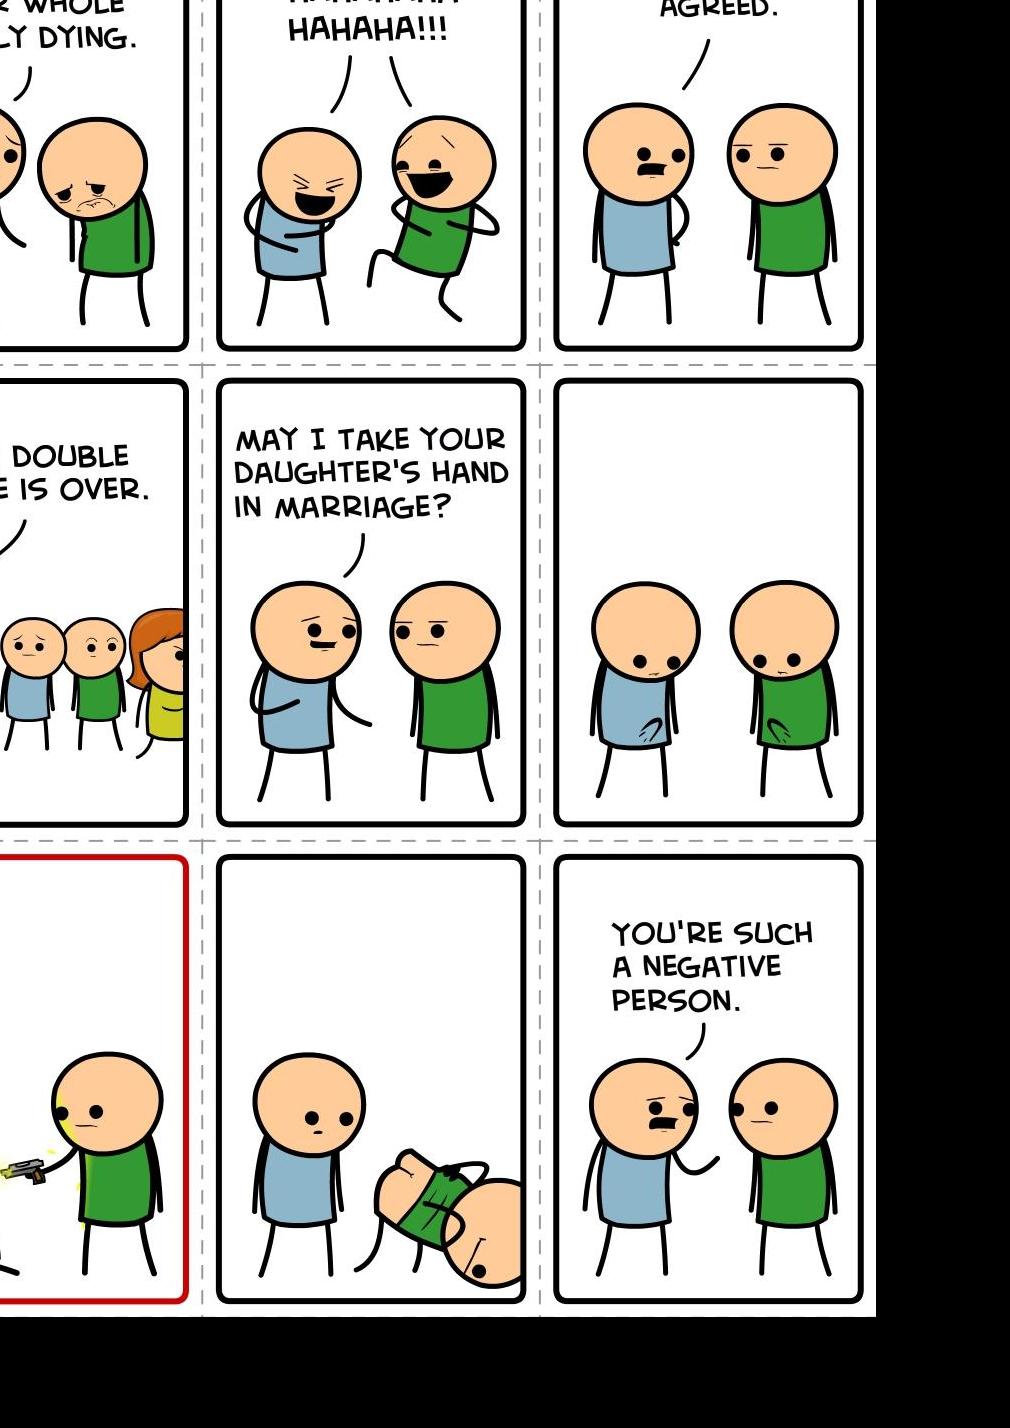 WHOLE
LY DYING.
HAHAHA!!!
AGREED.
DOUBLE
E IS OVER.
MAY I TAKE YOUR
DAUGHTER'S HAND
IN MARRIAGE?
YOU'RE SUCH
A NEGATIVE
PERSON.